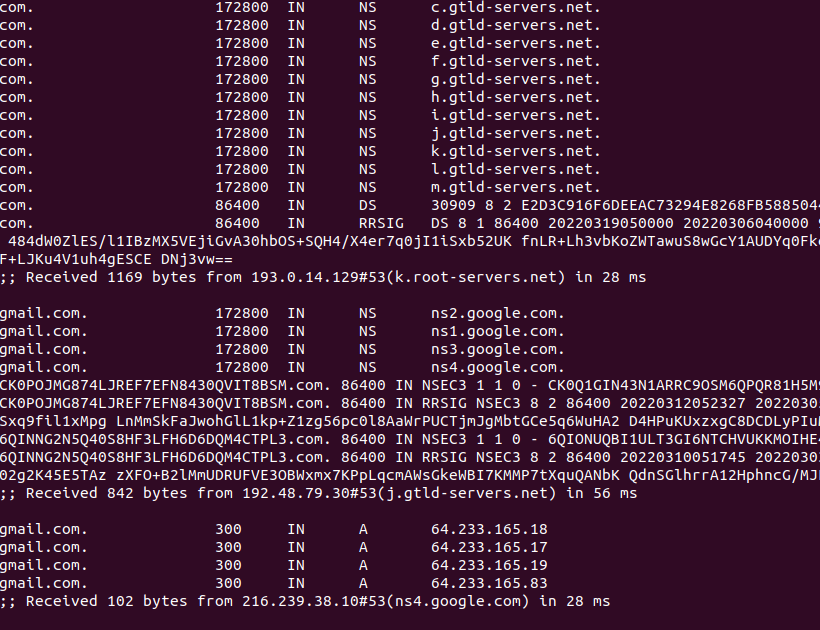 com. 172800 IN NS c.gtld-servers.net.
com. 172800 IN NS d.gtld-servers.net.
com. 172800 IN NS e.gtld-servers.net.
com. 172800 IN NS f.gtld-servers.net.
com. 172800 IN NS g.gtld-servers.net.
com. 172800 IN NS h.gtld-servers.net.
com. 172800 IN NS i.gtld-servers.net.
com. 172800 IN NS j.gtld-servers.net.
com. 172800 IN NS k.gtld-servers.net.
com. 172800 IN NS l.gtld-servers.net.
com. 172800 IN NS m.gtld-servers.net.
com. 86400 IN DS 30909 8 2 E2D3C916F6DEEAC73294E8268FB5885044
com. 86400 IN RRSIG DS 8 1 86400 20220319050000 20220306040000 9
484dW0ZlES/l1IBzMX5VEjiGvA30hbOS+SQH4/X4er7q0jI1iSxb52UK fnLR+Lh3vbKoZWTawuS8wGcY1AUDYq0Fk
F+LJKu4V1uh4gESCE DNj3vw==
;; Received 1169 bytes from 193.0.14.129#53(k.root-servers.net) in 28 ms
gmail.com. 172800 IN NS ns2.google.com.
gmail.com. 172800 IN NS ns1.google.com.
gmail.com. 172800 IN NS ns3.google.com.
gmail.com. 172800 IN NS ns4.google.com.
CK0POJMG874LJREF7EFN8430QVIT8BSM.com. 86400 IN NSEC3 1 1 0 - CK0Q1GIN43N1ARRC9OSM6QPQR81H5M
CK0POJMG874LJREF7EFN8430QVIT8BSM.com. 86400 IN RRSIG NSEC3 8 2 86400 20220312052327 2022030
Sxq9fil1xMpg LnMmSkFaJwohGlL1kp+Z1zg56pc0l8AaWrPUCTjmJgMbtGCe5q6WuHA2 D4HPuKUxzxgC8DCDLyPIu
6QINNG2N5Q40S8HF3LFH6D6DQM4CTPL3.com. 86400 IN NSEC3 1 1 0 - 6QIONUQBI1ULT3GI6NTCHVUKKMOIHE
6QINNG2N5Q40S8HF3LFH6D6DQM4CTPL3.com. 86400 IN RRSIG NSEC3 8 2 86400 20220310051745 2022030
02g2K45E5TAz zXFO+B2lMmUDRUFVE3OBWxmx7KPpLqcmAWsGkeWBI7KMMP7tXquQANbK QdnSGlhrrA12HphncG/MJ
;; Received 842 bytes from 192.48.79.30#53(j.gtld-servers.net) in 56 ms
gmail.com. 300 IN A 64.233.165.18
gmail.com. 300 IN A 64.233.165.17
gmail.com. 300 IN A 64.233.165.19
gmail.com. 300 IN A 64.233.165.83
;; Received 102 bytes from 216.239.38.10#53(ns4.google.com) in 28 ms